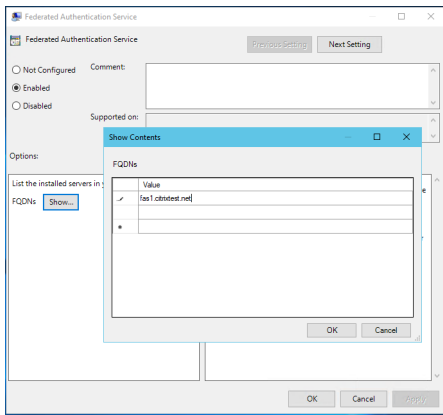 Federated Authentication Service
Federated Authentication Service
Previous Setting
Next Setting
Not Configured
Comment:
Enabled
Disabled
Supported on:
Options:
List the installed servers in
FQDNs
Show...
Show Contents
FQDNs
Value
fas1.citrixtest.net
OK
Cancel
OK
Cancel
Apply